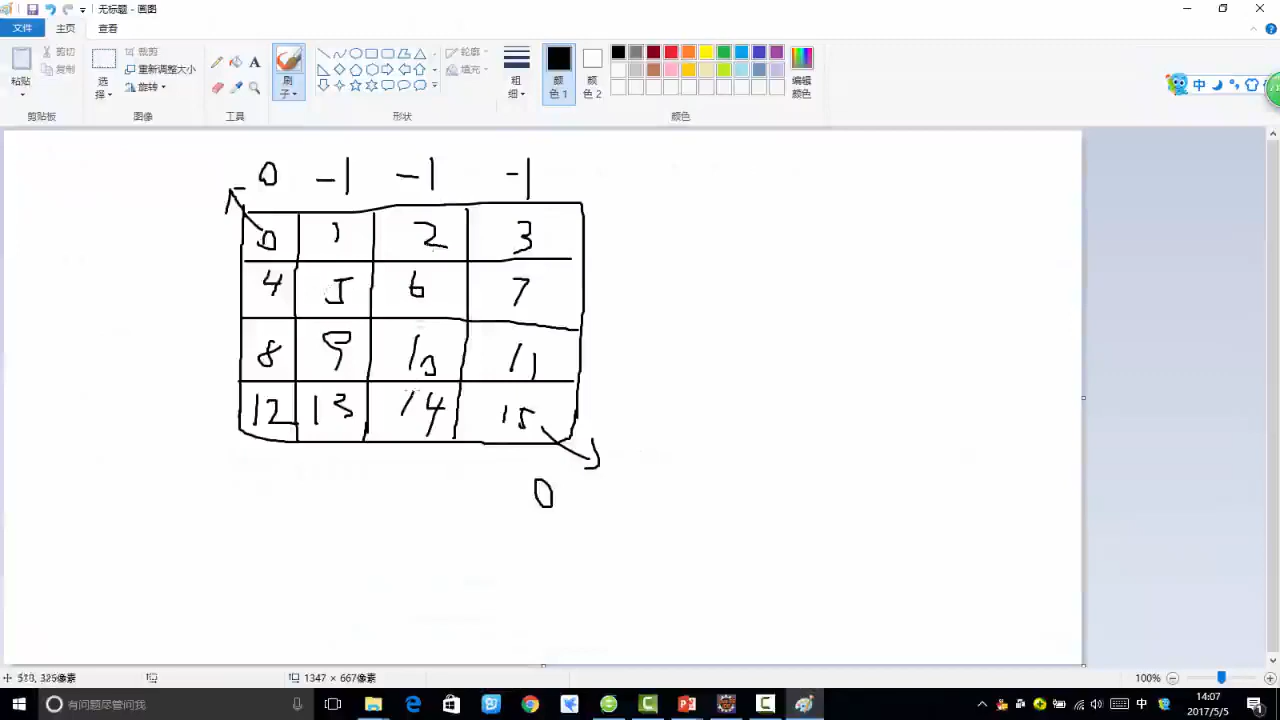 无标题 - 画图
文件 主页 查看
粘贴 剪切 复制
选择 裁剪 重新调整大小 旋转
A
刷子
轮廓 填充
粗细
颜色 1
颜色 2
编辑颜色
中
剪贴板 图像 工具 形状 颜色
0 -1 -1 -1
0 1 2 3
4 5 6 7
8 9 10 11
12 13 14 15
0
1347 × 667像素 100%
有问题尽管问我 中 14:07
2017/5/5